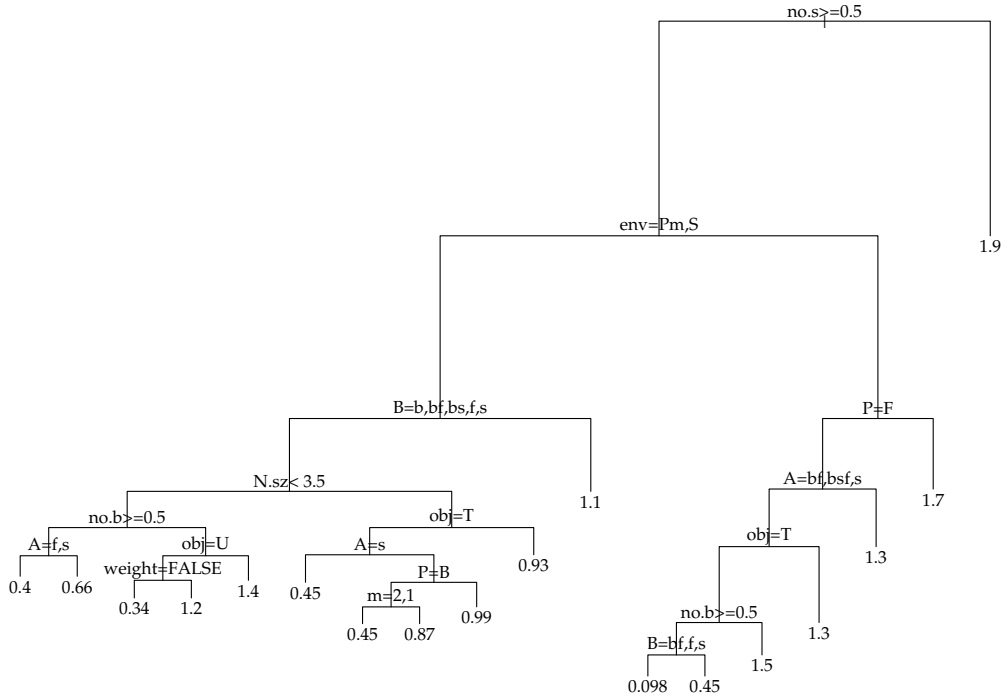 no.s>=0.5
env=Pm,S
1.9
B=b,bf,bs,f,s
P=F
N.sz< 3.5
1.1
A=bf,bsf,s
1.7
no.b>=0.5
obj=T
A=f,s
obj=U
A=s
0.93
obj=T
1.3
weight=FALSE
P=B
0.4
0.66
1.4
0.45
m=2,1
0.34
1.2
0.99
no.b>=0.5
1.3
0.45
0.87
B=bf,f,s
1.5
0.098
0.45